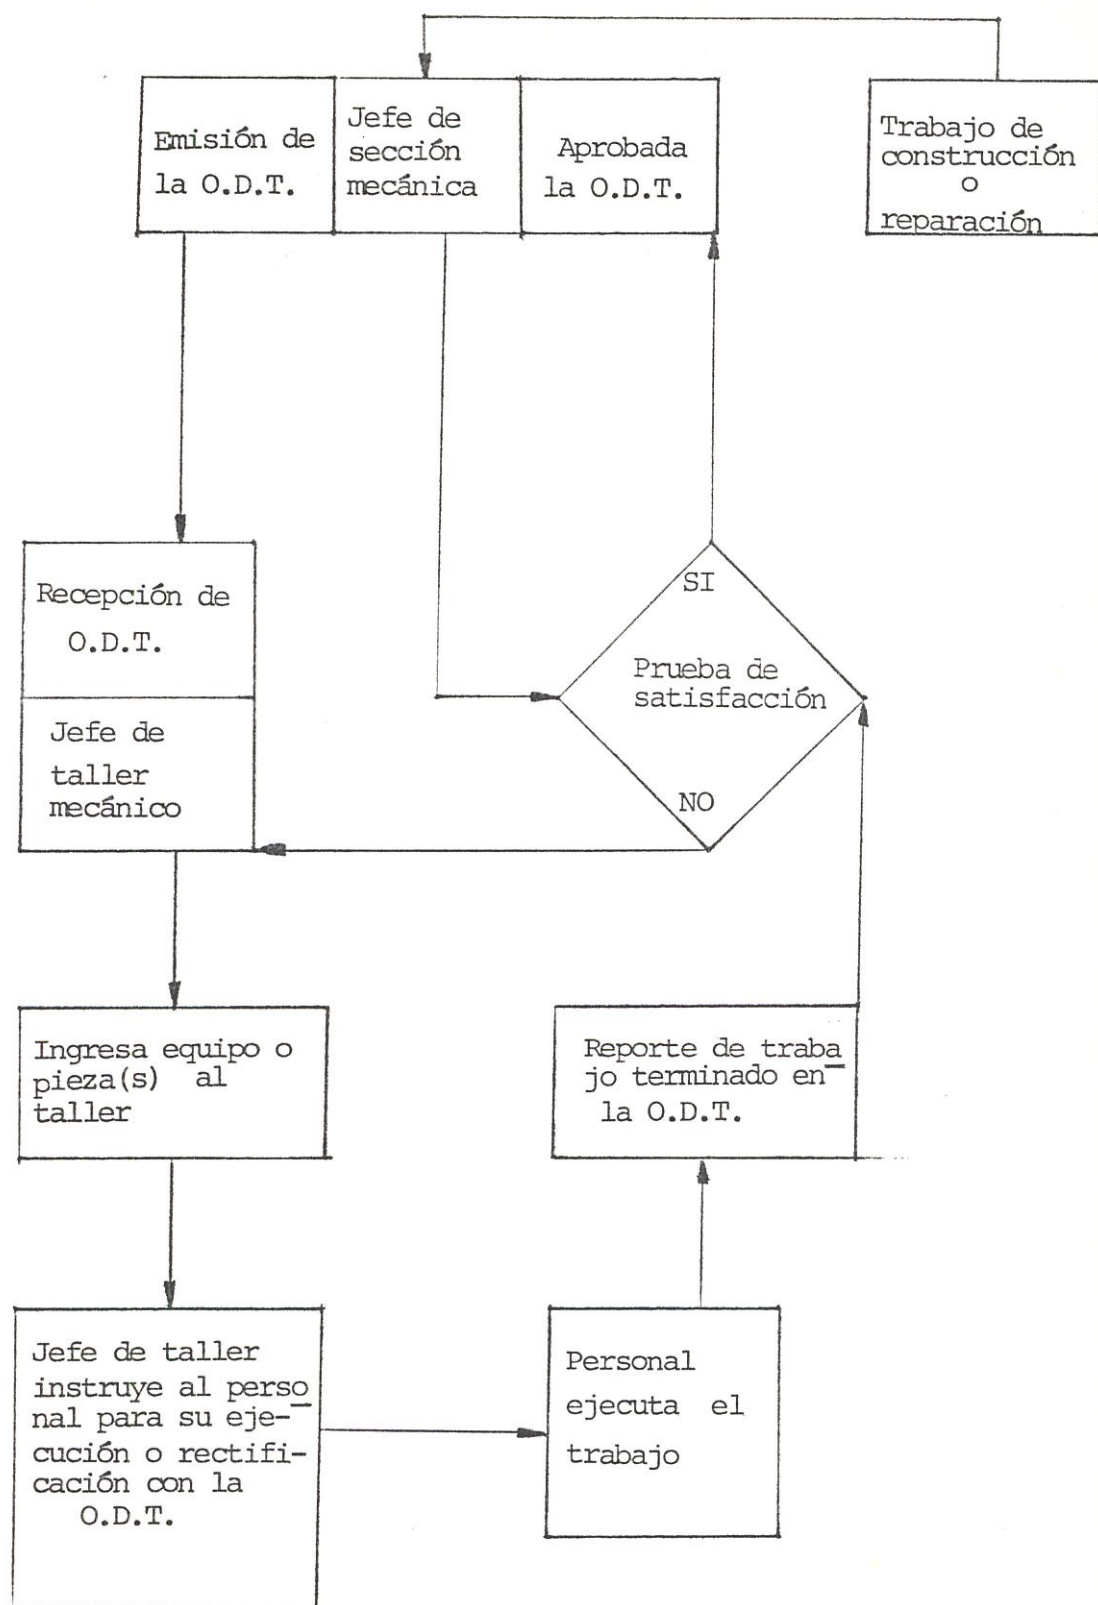 Emisión de
la O.D.T.
Jefe de
sección
mecánica
Aprobada
la O.D.T.
Trabajo de
construcción
o
reparación
Recepción de
O.D.T.
Jefe de
taller
mecánico
SI
Prueba de
satisfacción
NO
Ingresa equipo o
pieza(s) al
taller
Reporte de traba
jo terminado en
la O.D.T.
Jefe de taller
instruye al perso
nal para su eje-
cución o rectifi-
cación con la
O.D.T.
Personal
ejecuta el
trabajo